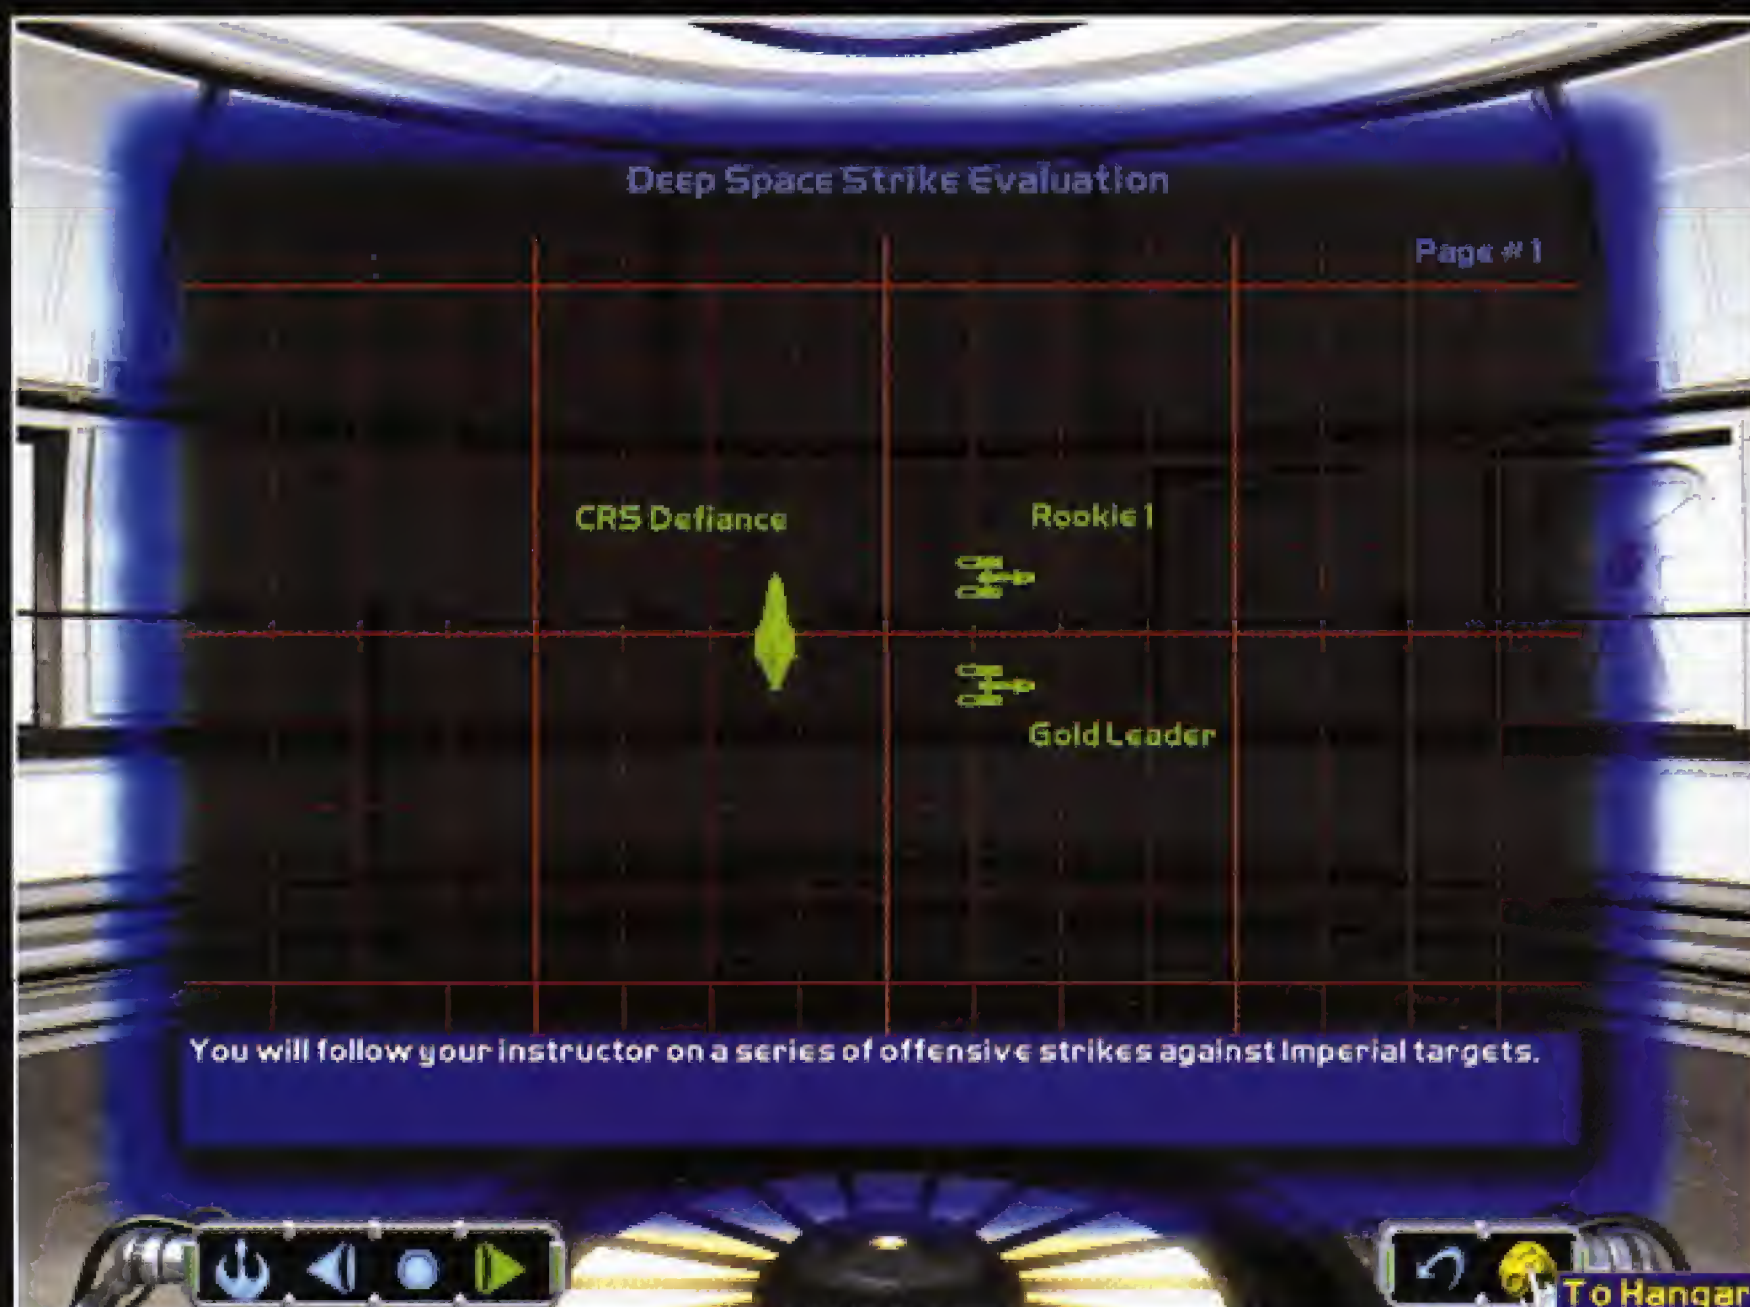 Deep Space Strike Evaluation
Page #1
CRS Defiance
Rookie 1
Gold Leader
You will follow your instructor on a series of offensive strikes against Imperial targets.
To Hangar